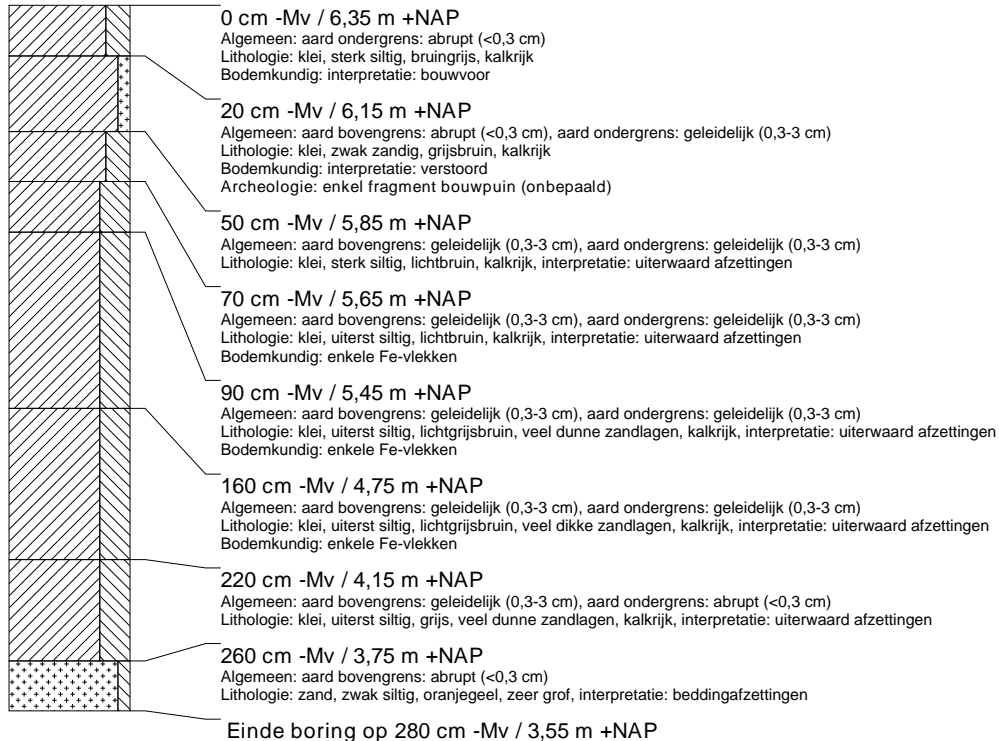 0 cm -Mv / 6,35 m +NAP
Algemeen: aard ondergrens: abrupt (<0,3 cm)
Lithologie: klei, sterk siltig, bruingrijs, kalkrijk
Bodemkundig: interpretatie: bouwvoor
20 cm -Mv / 6,15 m +NAP
Algemeen: aard bovengrens: abrupt (<0,3 cm), aard ondergrens: geleidelijk (0,3-3 cm)
Lithologie: klei, zwak zandig, grijsbruin, kalkrijk
Bodemkundig: interpretatie: verstoord
Archeologie: enkel fragment bouwpuin (onbepaald)
50 cm -Mv / 5,85 m +NAP
Algemeen: aard bovengrens: geleidelijk (0,3-3 cm), aard ondergrens: geleidelijk (0,3-3 cm)
Lithologie: klei, sterk siltig, lichtbruin, kalkrijk, interpretatie: uiterwaard afzettingen
70 cm -Mv / 5,65 m +NAP
Algemeen: aard bovengrens: geleidelijk (0,3-3 cm), aard ondergrens: geleidelijk (0,3-3 cm)
Lithologie: klei, uiterst siltig, lichtbruin, kalkrijk, interpretatie: uiterwaard afzettingen
Bodemkundig: enkele Fe-vlekken
90 cm -Mv / 5,45 m +NAP
Algemeen: aard bovengrens: geleidelijk (0,3-3 cm), aard ondergrens: geleidelijk (0,3-3 cm)
Lithologie: klei, uiterst siltig, lichtgrijsbruin, veel dunne zandlagen, kalkrijk, interpretatie: uiterwaard afzettingen
Bodemkundig: enkele Fe-vlekken
160 cm -Mv / 4,75 m +NAP
Algemeen: aard bovengrens: geleidelijk (0,3-3 cm), aard ondergrens: geleidelijk (0,3-3 cm)
Lithologie: klei, uiterst siltig, lichtgrijsbruin, veel dikke zandlagen, kalkrijk, interpretatie: uiterwaard afzettingen
Bodemkundig: enkele Fe-vlekken
220 cm -Mv / 4,15 m +NAP
Algemeen: aard bovengrens: geleidelijk (0,3-3 cm), aard ondergrens: abrupt (<0,3 cm)
Lithologie: klei, uiterst siltig, grijs, veel dunne zandlagen, kalkrijk, interpretatie: uiterwaard afzettingen
260 cm -Mv / 3,75 m +NAP
Algemeen: aard bovengrens: abrupt (<0,3 cm)
Lithologie: zand, zwak siltig, oranjegeel, zeer grof, interpretatie: beddingafzettingen
Einde boring op 280 cm -Mv / 3,55 m +NAP